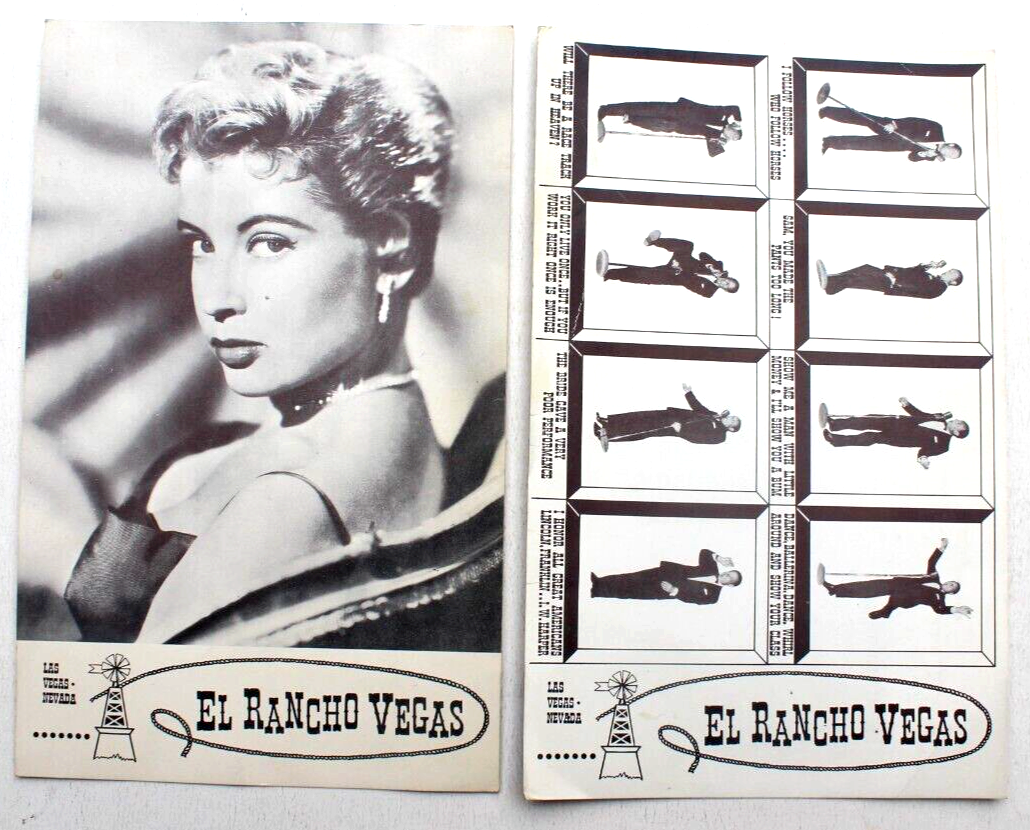 LAS
VEGAS -
NEVADA
EL RANCHO VEGAS
I FOLLOW HORSES . . . .
WHO FOLLOW HORSES
SAM, YOU MADE THE
PANTS TOO LONG !
SHOW ME A MAN WITH LITTLE
MONEY & I'LL SHOW YOU A BUM
DANCE, BALLERINA, DANCE, WHIRL
AROUND AND SHOW YOUR CLASS
WILL THERE BE A RACE TRACK
UP IN HEAVEN ?
YOU ONLY LIVE ONCE . . BUT IF YOU
WORK IT RIGHT ONCE IS ENOUGH
THE BRIDE GAVE A VERY
POOR PERFORMANCE
I HONOR ALL GREAT AMERICANS
LINCOLN, FRANKLIN . . I. W. HARPER
LAS
VEGAS -
NEVADA
EL RANCHO VEGAS